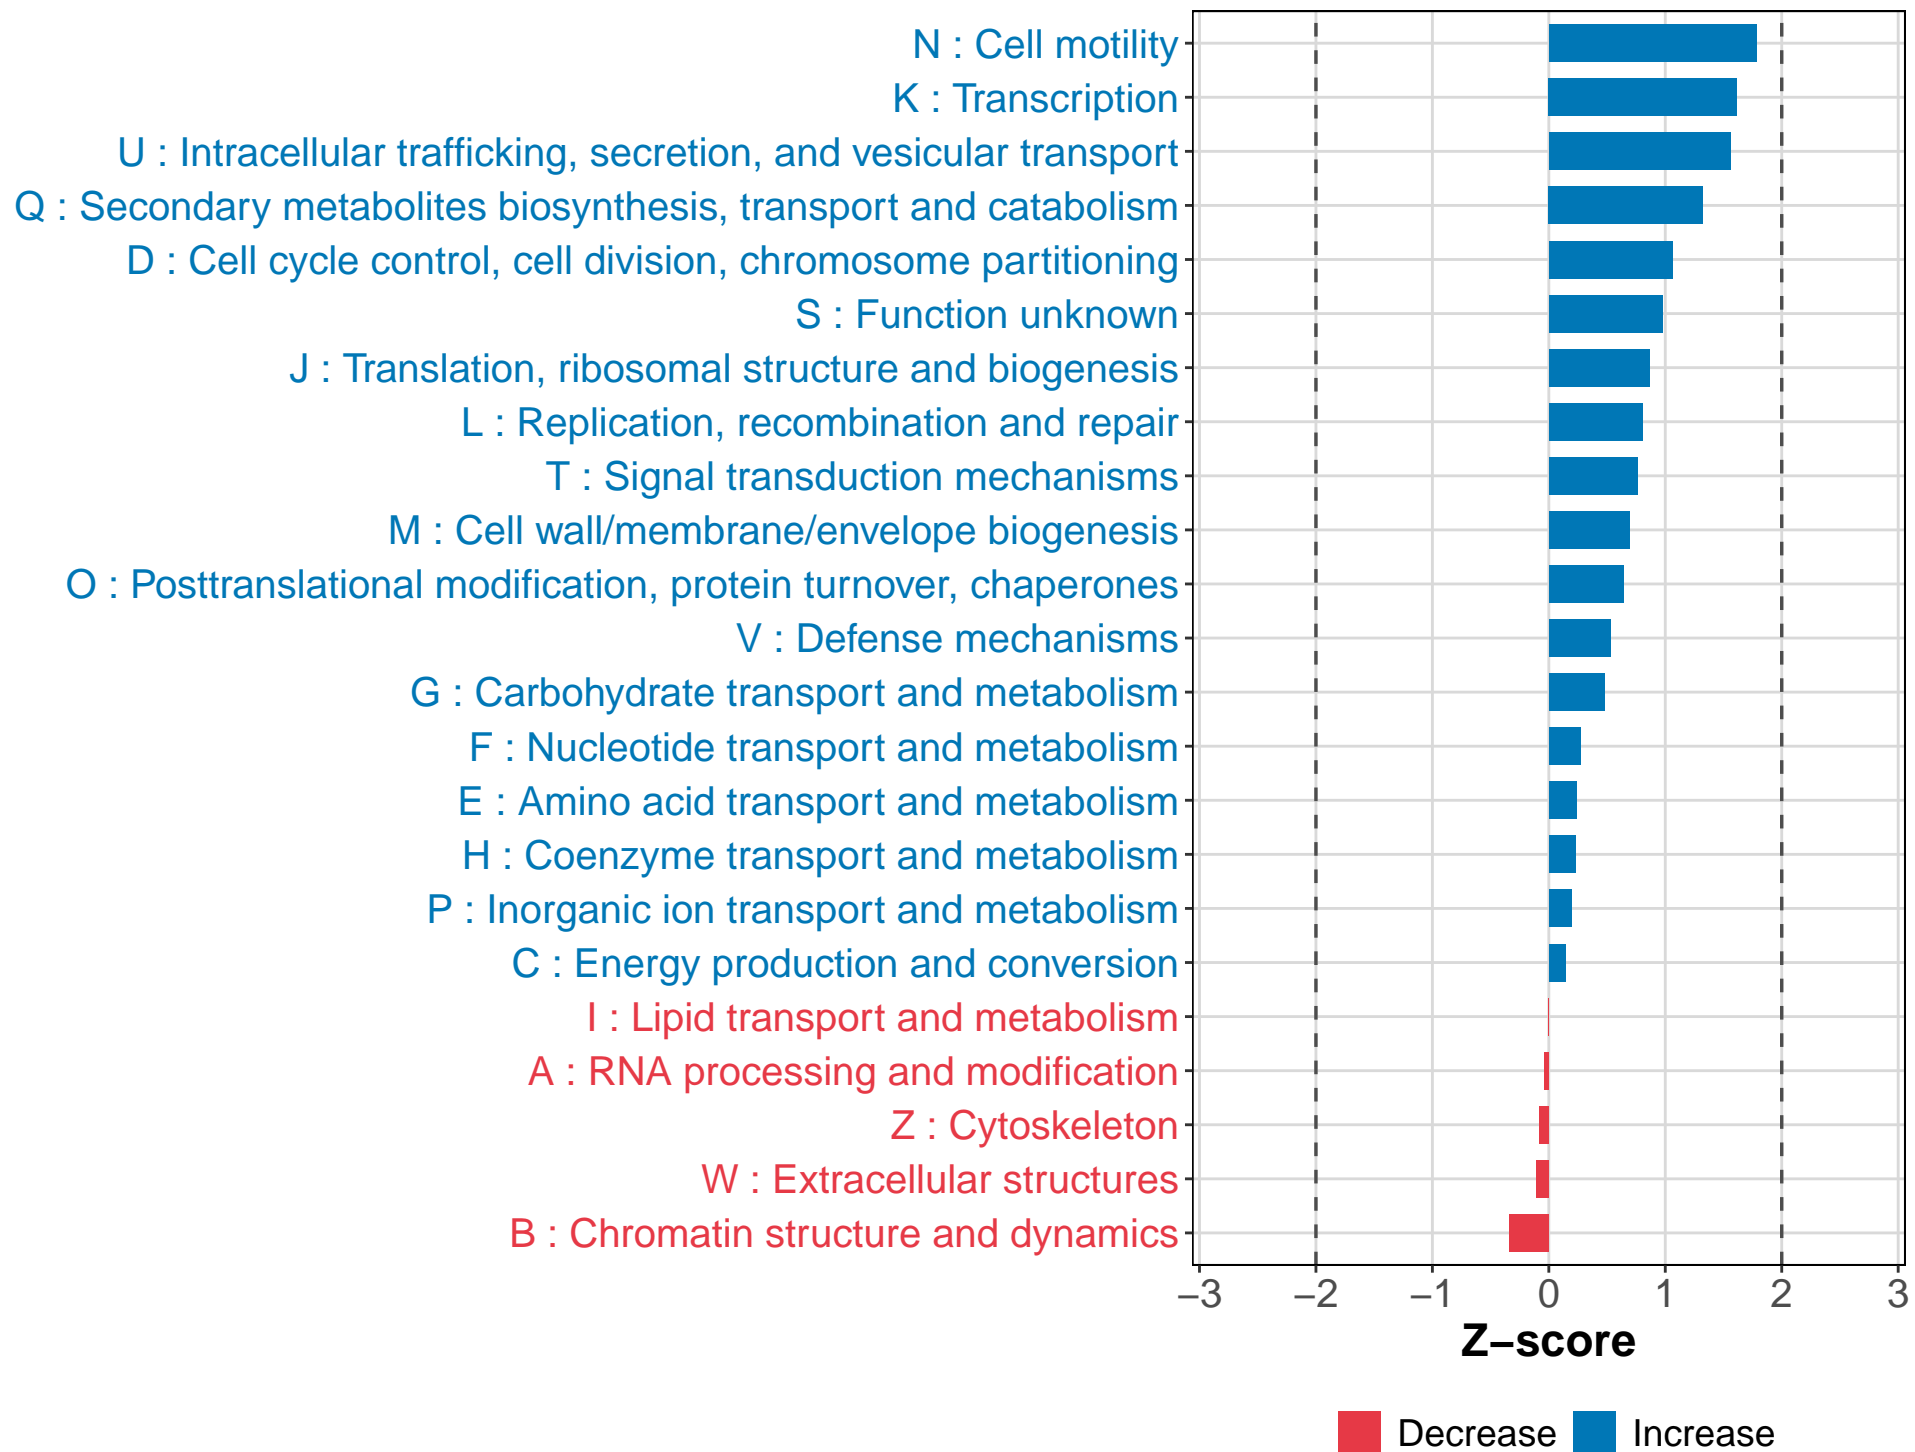 N : Cell motility
K : Transcription
U : Intracellular trafficking, secretion, and vesicular transport
Q : Secondary metabolites biosynthesis, transport and catabolism
D : Cell cycle control, cell division, chromosome partitioning
S : Function unknown
J : Translation, ribosomal structure and biogenesis
L : Replication, recombination and repair
T : Signal transduction mechanisms
M : Cell wall/membrane/envelope biogenesis
O : Posttranslational modification, protein turnover, chaperones
V : Defense mechanisms
G : Carbohydrate transport and metabolism
F : Nucleotide transport and metabolism
E : Amino acid transport and metabolism
H : Coenzyme transport and metabolism
P : Inorganic ion transport and metabolism
C : Energy production and conversion
I : Lipid transport and metabolism
A : RNA processing and modification
Z : Cytoskeleton
W : Extracellular structures
B : Chromatin structure and dynamics
−3 −2 −1 0 1 2 3
Z−score
Decrease Increase